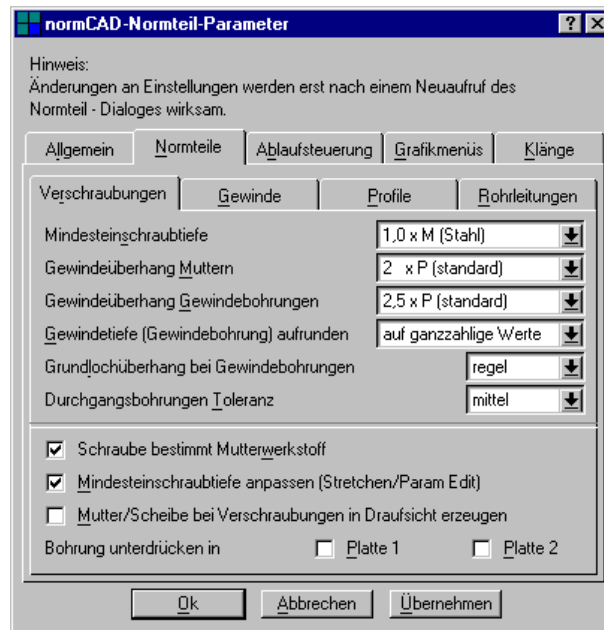 normCAD-Normteil-Parameter
Hinweis:
Änderungen an Einstellungen werden erst nach einem Neuaufruf des
Normteil - Dialoges wirksam.
Allgemein Normteile Ablaufsteuerung Grafikmenüs Klänge
Verschraubungen Gewinde Profile Rohrleitungen
Mindesteinschraubtiefe 1,0 x M (Stahl)
Gewindeüberhang Muttern 2 x P (standard)
Gewindeüberhang Gewindebohrungen 2,5 x P (standard)
Gewindetiefe (Gewindebohrung) aufrunden auf ganzzahlige Werte
Grundlochüberhang bei Gewindebohrungen regel
Durchgangsbohrungen Toleranz mittel
Schraube bestimmt Mutterwerkstoff
Mindesteinschraubtiefe anpassen (Stretchen/Param Edit)
Mutter/Scheibe bei Verschraubungen in Draufsicht erzeugen
Bohrung unterdrücken in Platte 1 Platte 2
Ok Abbrechen Übernehmen